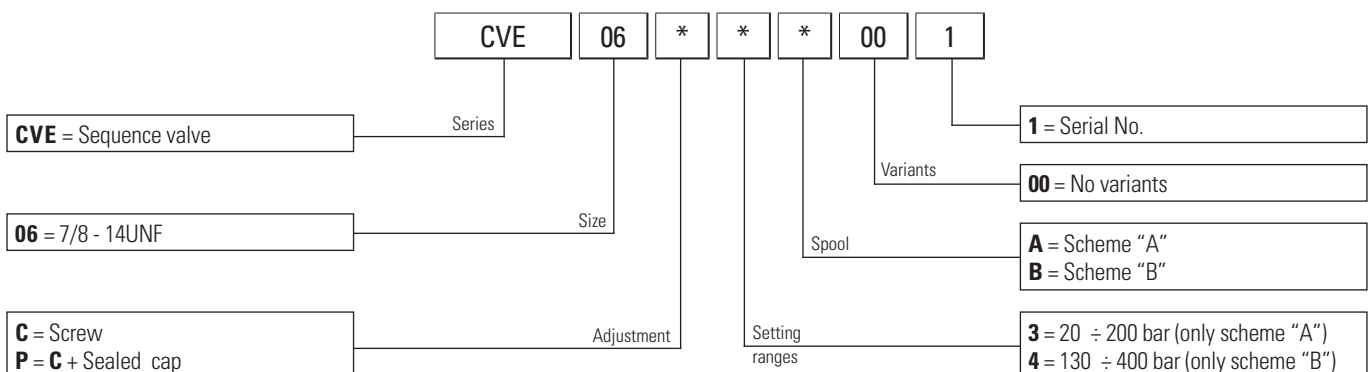 CVE 06 * * * 00 1
Series
CVE = Sequence valve
1 = Serial No.
Variants
00 = No variants
Size
06 = 7/8 - 14UNF
Spool
A = Scheme “A”
B = Scheme “B”
Adjustment
C = Screw
P = C + Sealed cap
Setting
ranges
3 = 20 ÷ 200 bar (only scheme “A”)
4 = 130 ÷ 400 bar (only scheme “B”)